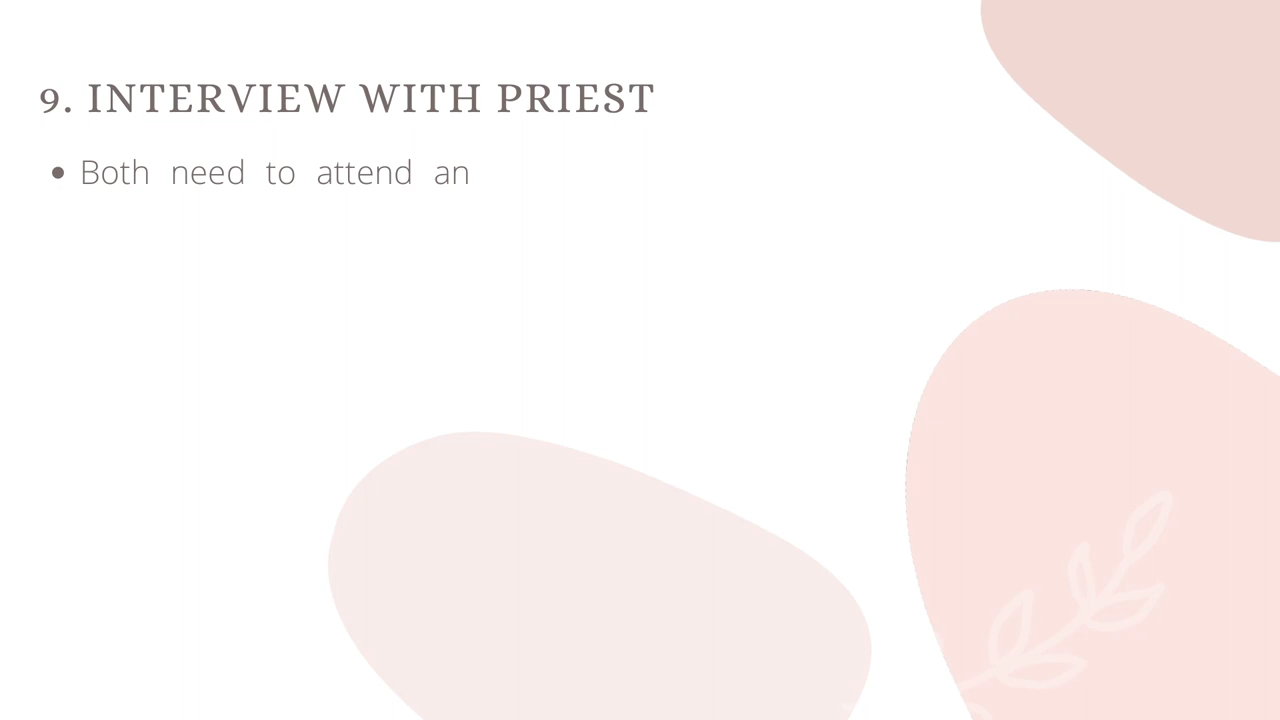 9. INTERVIEW WITH PRIEST
• Both need to attend an